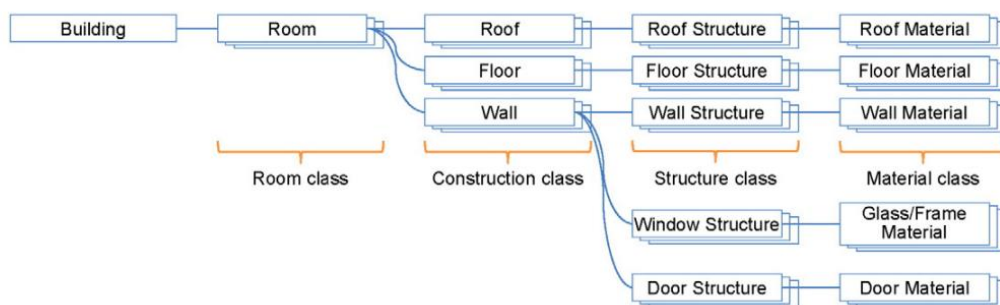 Building
Room
Roof
Roof Structure
Roof Material
Floor
Floor Structure
Floor Material
Wall
Wall Structure
Wall Material
Room class
Construction class
Structure class
Material class
Window Structure
Glass/Frame
Material
Door Structure
Door Material